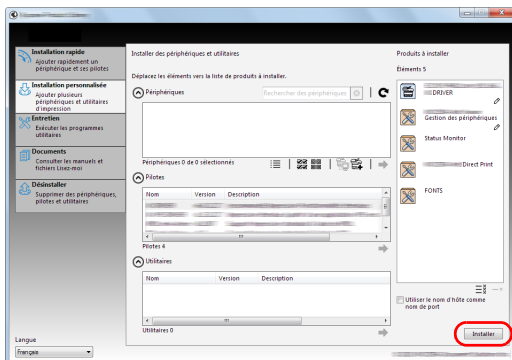 Installation rapide
Ajouter rapidement un
périphérique et ses pilotes
Installation personnalisée
Ajouter plusieurs
périphériques et utilitaires
d'impression
Entretien
Exécuter les programmes
utilitaires
Documents
Consulter les manuels et
fichiers Lisez-moi
Désinstaller
Supprimer des périphériques,
pilotes et utilitaires
Langue
Français
Installer des périphériques et utilitaires
Déplacez les éléments vers la liste de produits à installer.
Périphériques
Rechercher des périphériques
Périphériques 0 de 0 sélectionnés
Pilotes
Nom Version Description
Pilotes 4
Utilitaires
Nom Version Description
Utilitaires 0
Produits à installer
Éléments 5
DRIVER
Gestion des périphériques
Status Monitor
Direct Print
FONTS
Utiliser le nom d'hôte comme
nom de port
Installer